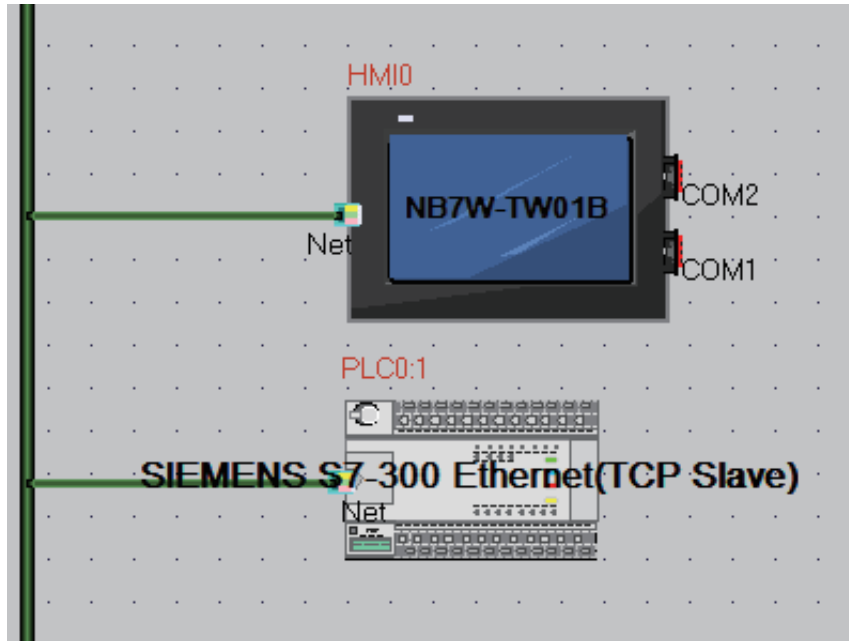 HMI0
NB7W-TW01B
COM2
Net
COM1
PLC0:1
SIEMENS S7-300 Ethernet(TCP Slave)
Net